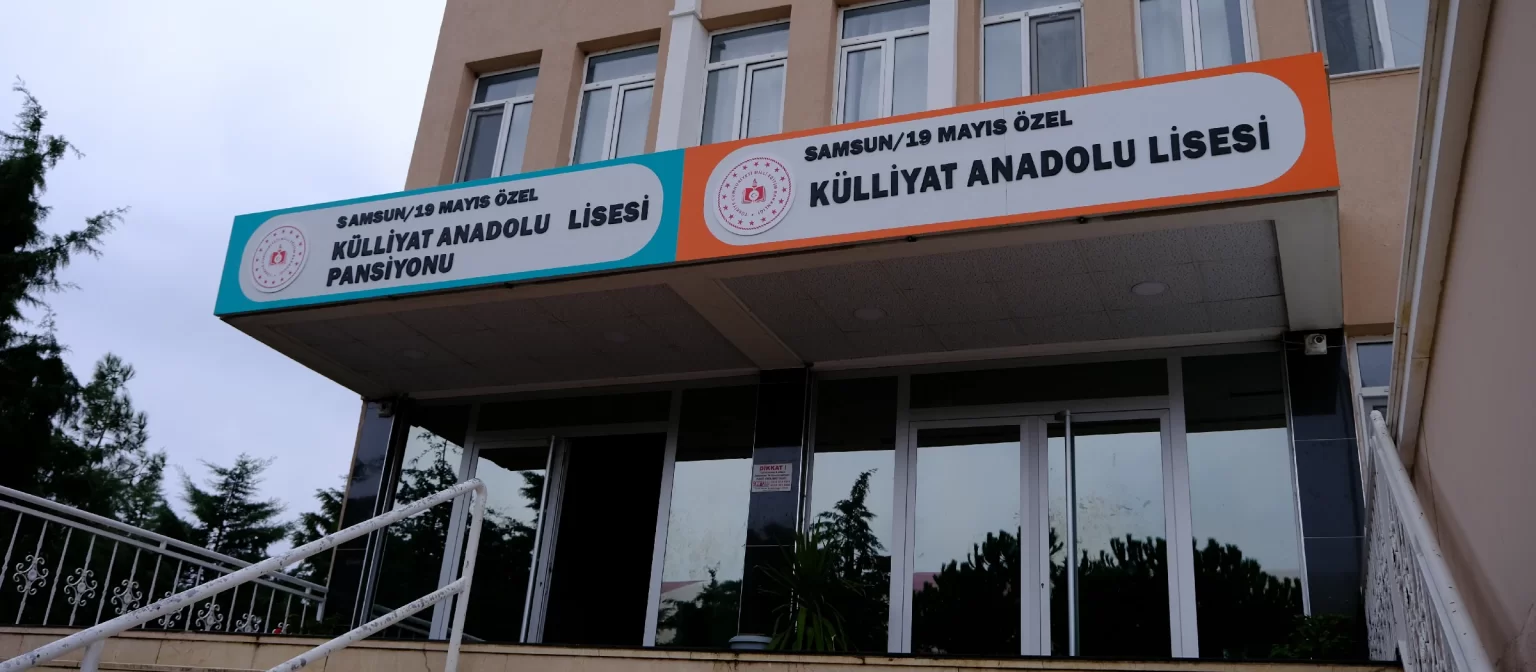 SAMSUN/19 MAYIS ÖZEL
KÜLLİYAT ANADOLU LİSESİ
PANSİYONU
SAMSUN/19 MAYIS ÖZEL
KÜLLİYAT ANADOLU LİSESİ
DİKKAT !